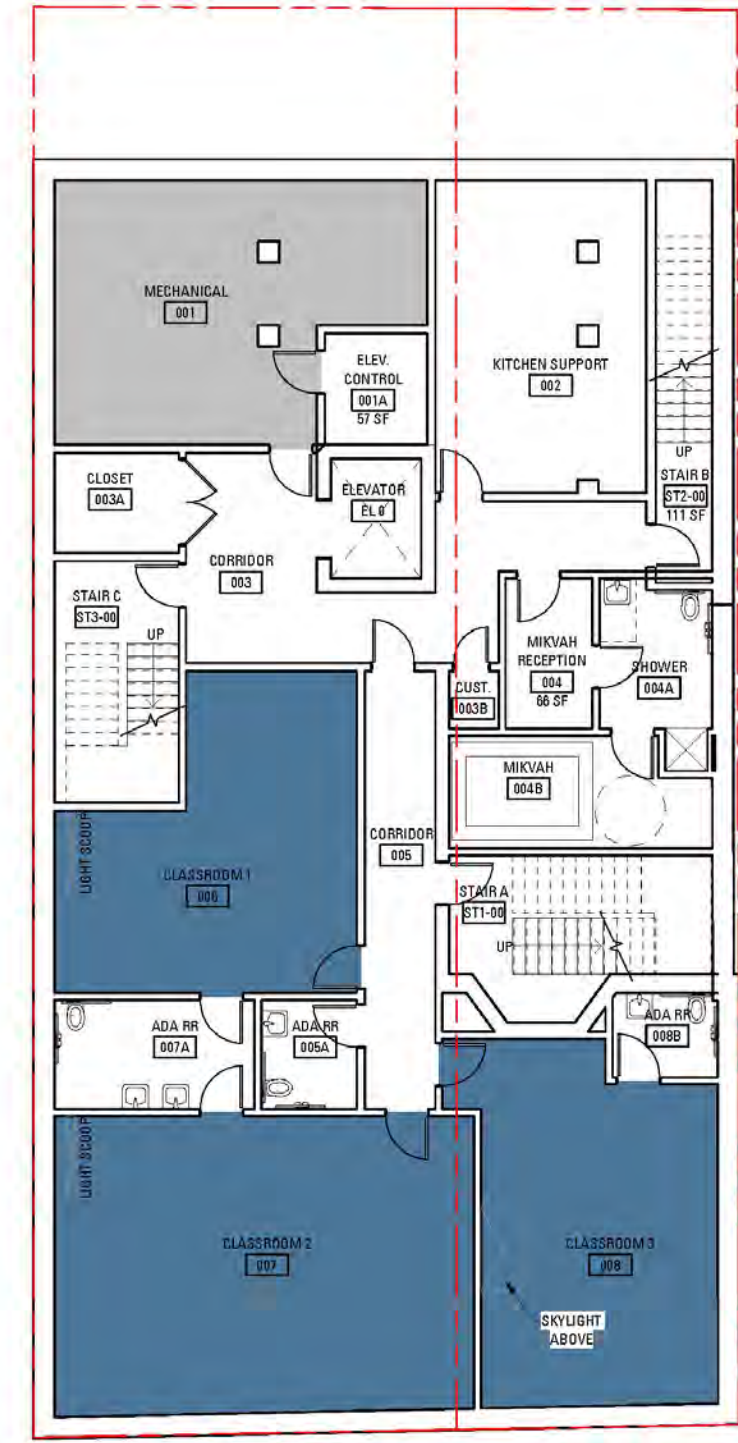 MECHANICAL
001
ELEV.
CONTROL
001A
57 SF
KITCHEN SUPPORT
002
UP
STAIR B
ST2-00
111 SF
CLOSET
003A
ELEVATOR
EL 0
CORRIDOR
003
STAIR C
ST3-00
UP
MIKVAH
RECEPTION
004
66 SF
SHOWER
004A
CUST.
003B
MIKVAH
004B
LIGHT SCOOP
CORRIDOR
005
CLASSROOM 1
006
STAIR A
ST1-00
UP
ADA RR
007A
ADA RR
005A
ADA RR
008B
LIGHT SCOOP
CLASSROOM 2
007
CLASSROOM 3
008
SKYLIGHT
ABOVE